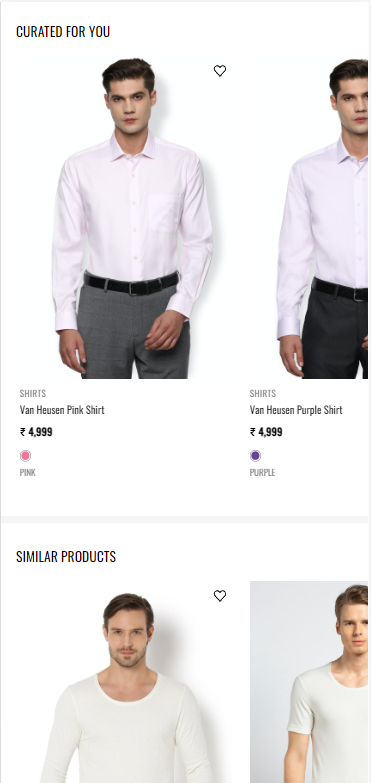 CURATED FOR YOU
SHIRTS
Van Heusen Pink Shirt
₹ 4,999
PINK
SHIRTS
Van Heusen Purple Shirt
₹ 4,999
PURPLE
SIMILAR PRODUCTS